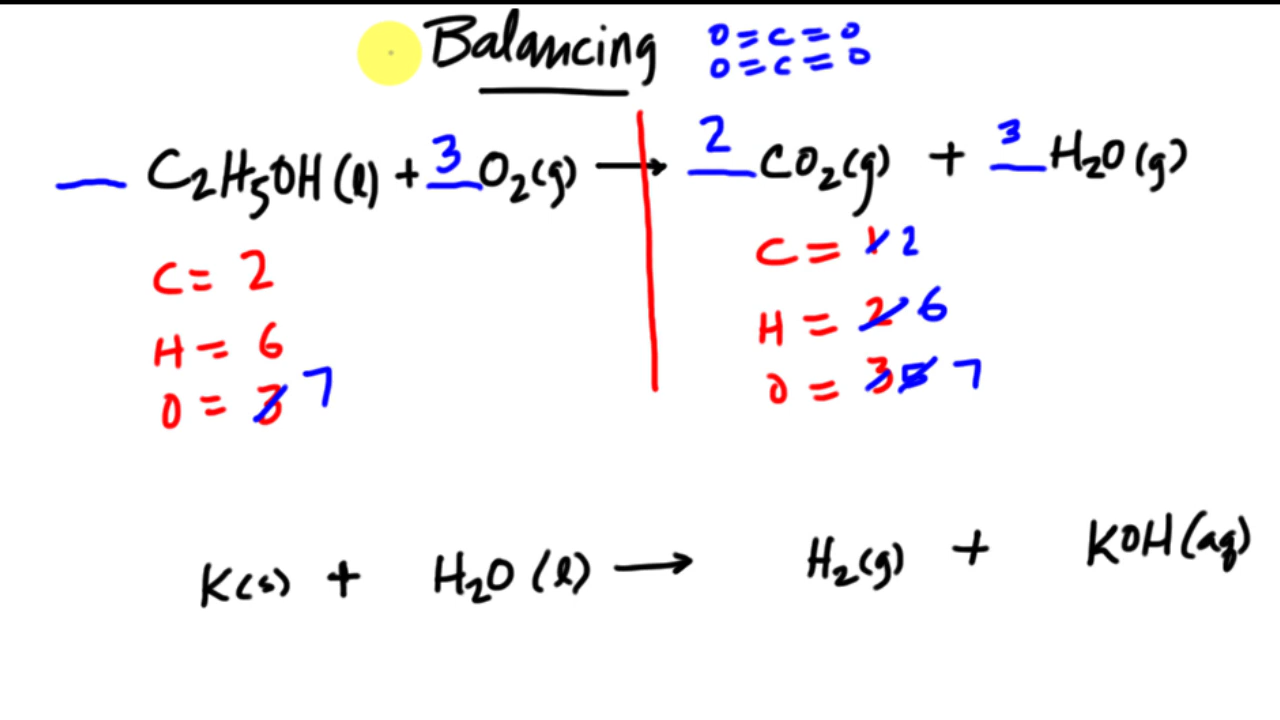 Balancing O=C=O
O=C=O
__ C₂H₅OH(l) + 3 O₂(g) → 2 CO₂(g) + 3 H₂O(g)
C = 2 C = 1 2
H = 6 H = 2 6
O = 3 7 O = 3 5 7
K(s) + H₂O(l) → H₂(g) + KOH(aq)